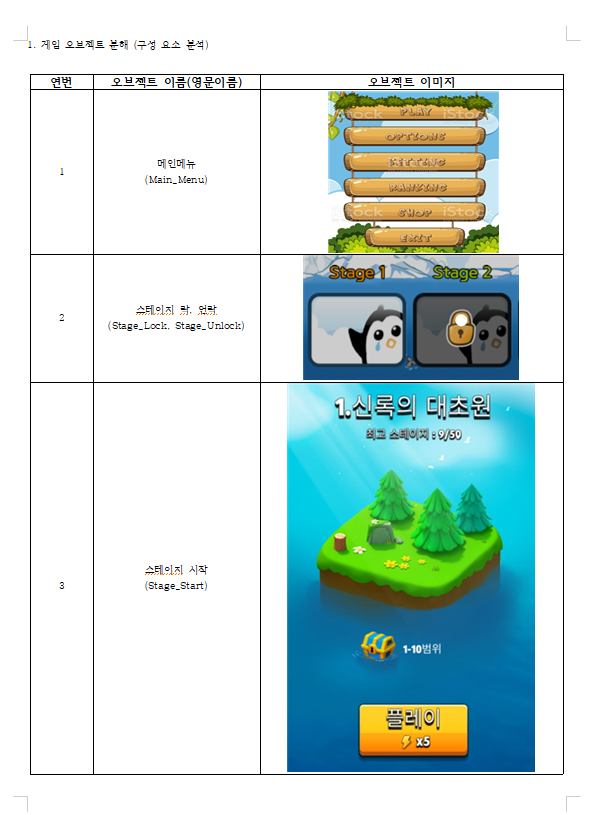 1. 게임 오브젝트 분해 (구성 요소 분석)
연번 오브젝트 이름(영문이름) 오브젝트 이미지
1
메인메뉴
(Main_Menu)
PLAY
OPTIONS
SETTING
RANKING
iStock
SHOP
EXIT
2
스테이지 락, 언락
(Stage_Lock, Stage_Unlock)
Stage 1 Stage 2
3
스테이지 시작
(Stage_Start)
1.신록의 대초원
최고 스테이지 : 9/50
1-10범위
플레이
x5